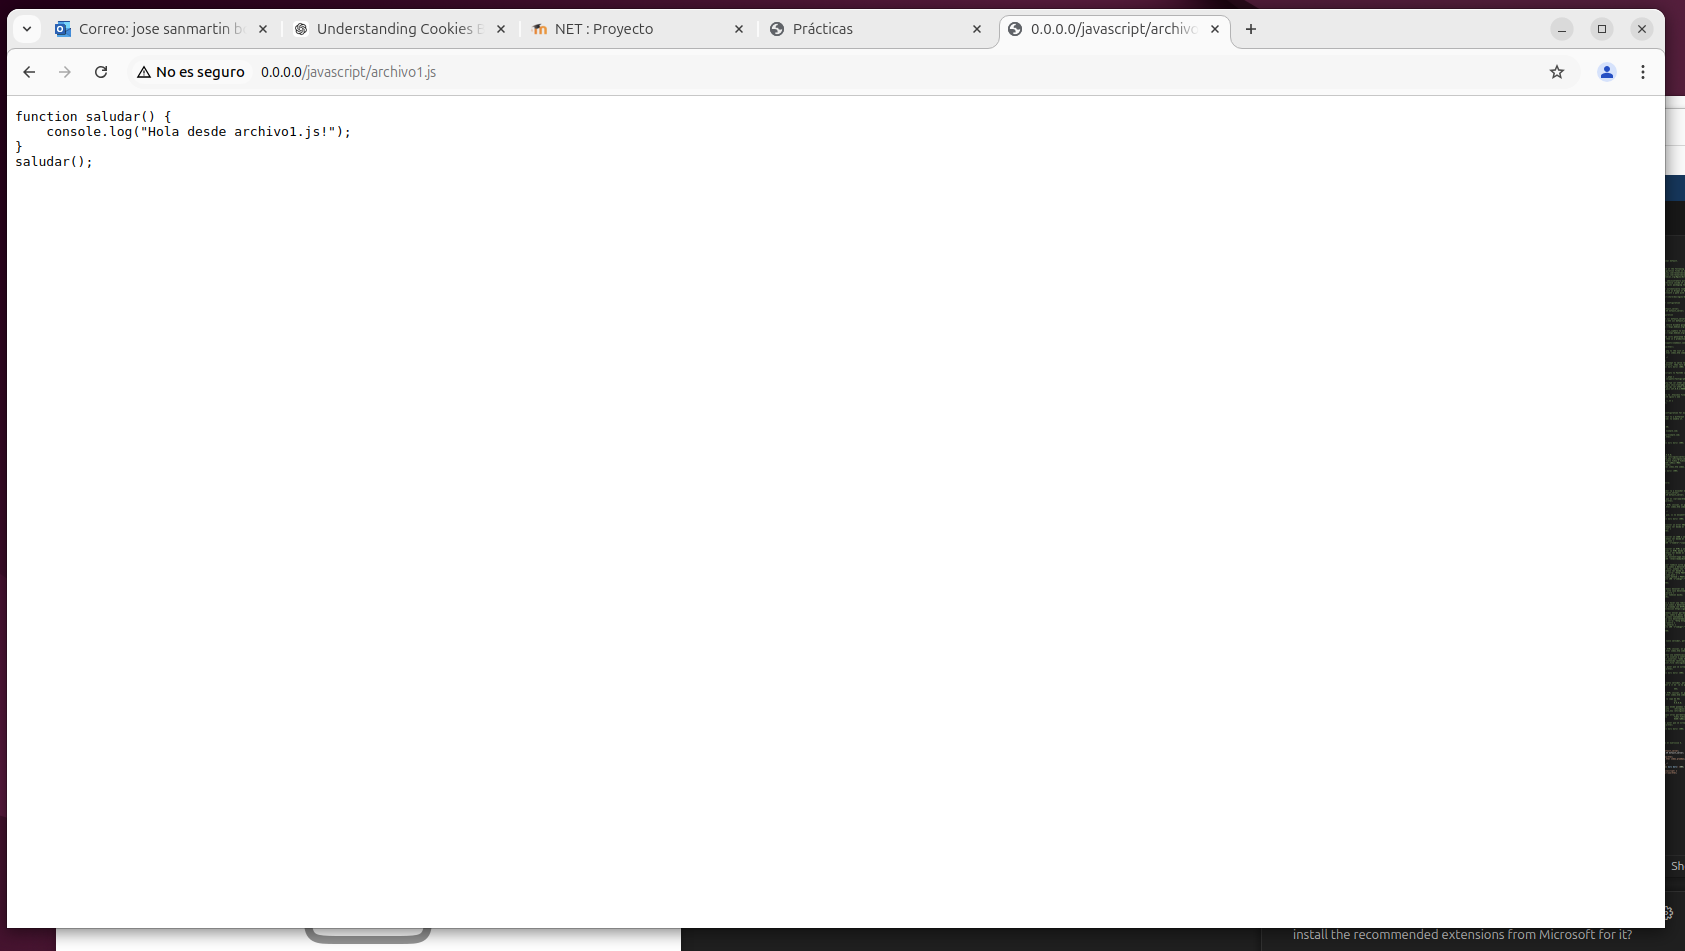 Correo: jose sanmartin
Understanding Cookies
NET : Proyecto
Prácticas
0.0.0.0/javascript/archivo
No es seguro
0.0.0.0/javascript/archivo1.js
function saludar() {
    console.log("Hola desde archivo1.js!");
}
saludar();
Sh
install the recommended extensions from Microsoft for it?